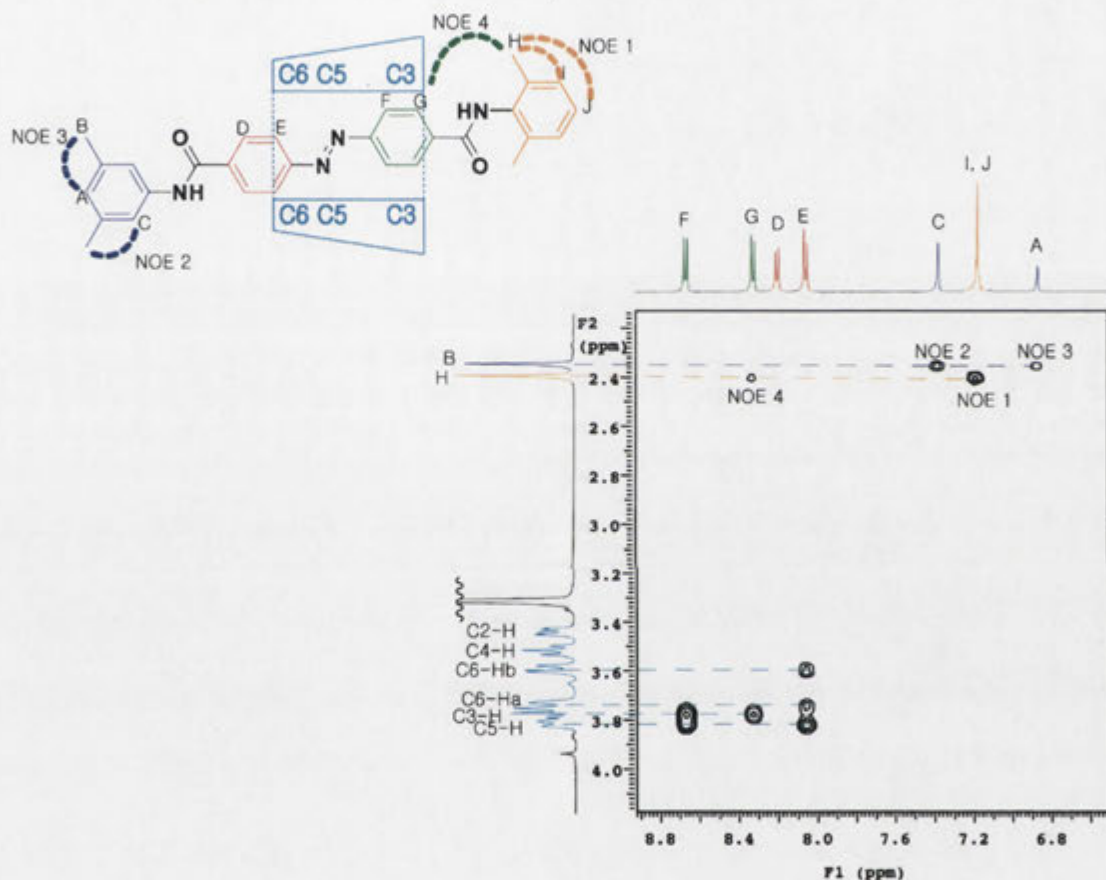 NOE 4
H
NOE 1
C6 C5 C3
I
J
F
G
HN
O
B
NOE 3
D
E
N
N
O
A
NH
C
C6 C5 C3
NOE 2
F
G
D
E
C
I, J
A
F2
(ppm)
B
H
NOE 2
NOE 3
NOE 4
NOE 1
2.4
2.6
2.8
3.0
3.2
3.4
3.6
3.8
4.0
C2-H
C4-H
C6-Hb
C6-Ha
C3-H
C5-H
8.8 8.4 8.0 7.6 7.2 6.8
F1 (ppm)